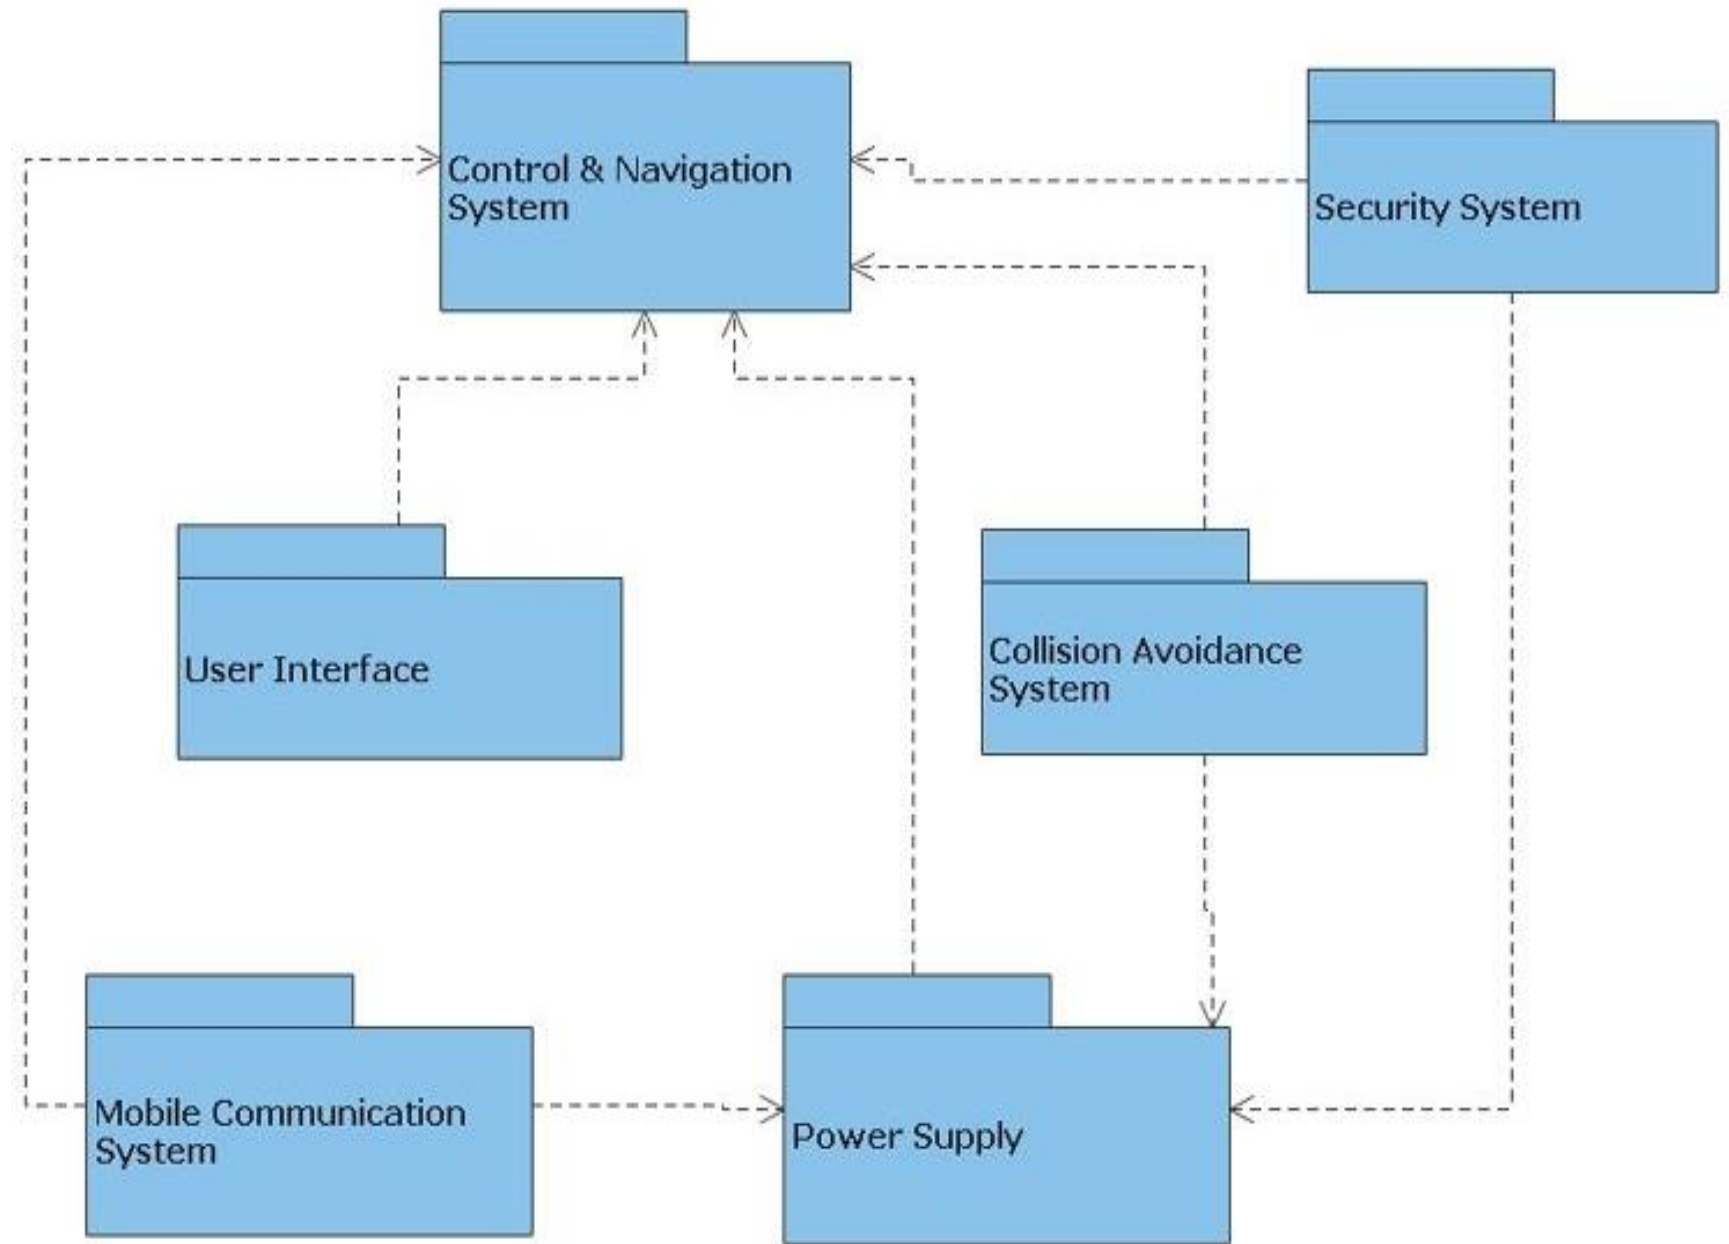 Control & Navigation
System
Security System
User Interface
Collision Avoidance
System
Mobile Communication
System
Power Supply